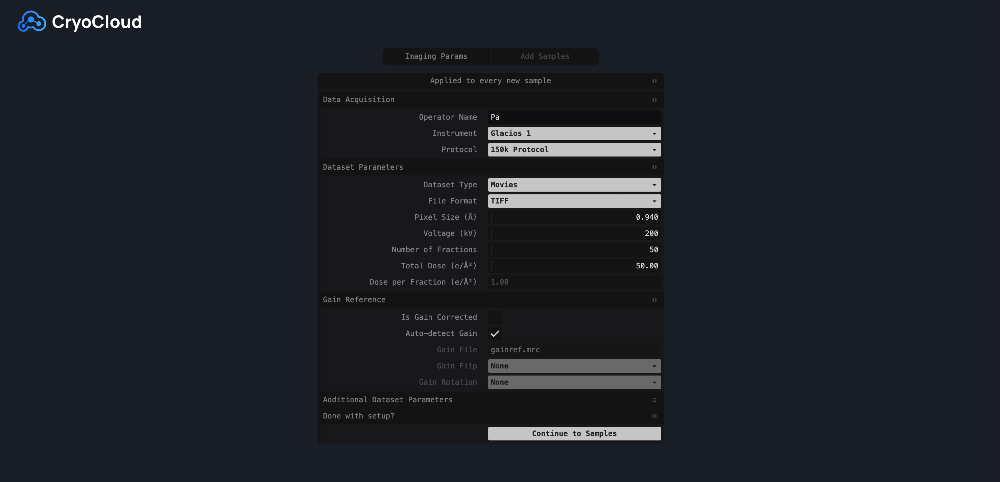 CryoCloud
Imaging Params Add Samples
Applied to every new sample
Data Acquisition
Operator Name Pa
Instrument Glacios 1
Protocol 150k Protocol
Dataset Parameters
Dataset Type Movies
File Format TIFF
Pixel Size (Å) 0.940
Voltage (kV) 200
Number of Fractions 50
Total Dose (e/Å²) 50.00
Dose per Fraction (e/Å²) 1.00
Gain Reference
Is Gain Corrected
Auto-detect Gain
Gain File gainref.mrc
Gain Flip None
Gain Rotation None
Additional Dataset Parameters
Done with setup?
Continue to Samples